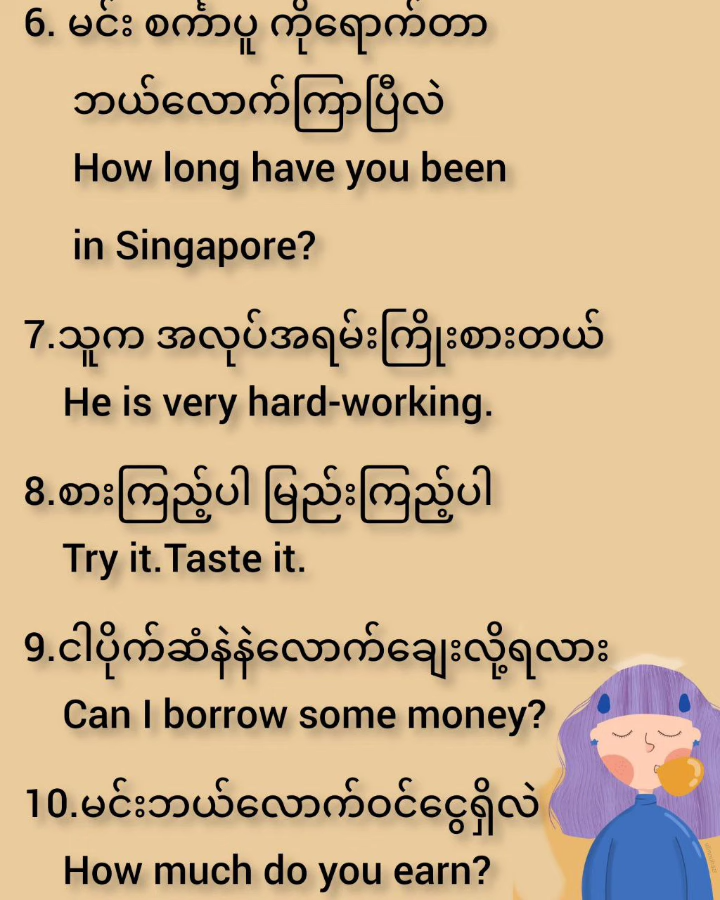 6. မင်း စင်္ကာပူ ကိုရောက်တာ
ဘယ်လောက်ကြာပြီလဲ
How long have you been
in Singapore?
7.သူက အလုပ်အရမ်းကြိုးစားတယ်
He is very hard-working.
8.စားကြည့်ပါ မြည်းကြည့်ပါ
Try it.Taste it.
9.ငါပိုက်ဆံနဲနဲလောက်ချေးလို့ရလား
Can I borrow some money?
10.မင်းဘယ်လောက်ဝင်ငွေရှိလဲ
How much do you earn?